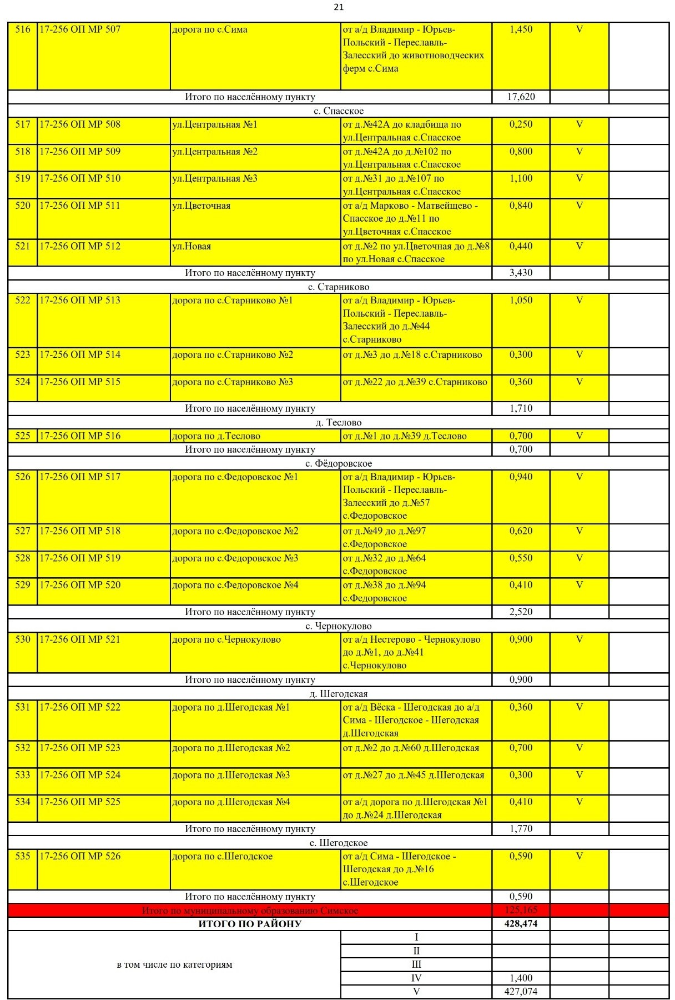 21
516 17-256 ОП МР 507 дорога по с.Сима от а/д Владимир - Юрьев- 1,450 V
Польский - Переславль-
Залесский до животноводческих
ферм с.Сима
Итого по населённому пункту 17,620
с. Спасское
517 17-256 ОП МР 508 ул.Центральная №1 от д.№42А до кладбища по 0,250 V
ул.Центральная с.Спасское
518 17-256 ОП МР 509 ул.Центральная №2 от д.№42А до д.№102 по 0,800 V
ул.Центральная с.Спасское
519 17-256 ОП МР 510 ул.Центральная №3 от д.№31 до д.№107 по 1,100 V
ул.Центральная с.Спасское
520 17-256 ОП МР 511 ул.Цветочная от а/д Марково - Матвейщево - 0,840 V
Спасское до д.№11 по
ул.Цветочная с.Спасское
521 17-256 ОП МР 512 ул.Новая от д.№2 по ул.Цветочная до д.№8 0,440 V
по ул.Новая с.Спасское
Итого по населённому пункту 3,430
с. Старниково
522 17-256 ОП МР 513 дорога по с.Старниково №1 от а/д Владимир - Юрьев- 1,050 V
Польский - Переславль-
Залесский до д.№44
с.Старниково
523 17-256 ОП МР 514 дорога по с.Старниково №2 от д.№3 до д.№18 с.Старниково 0,300 V
524 17-256 ОП МР 515 дорога по с.Старниково №3 от д.№22 до д.№39 с.Старниково 0,360 V
Итого по населённому пункту 1,710
д. Теслово
525 17-256 ОП МР 516 дорога по д.Теслово от д.№1 до д.№39 д.Теслово 0,700 V
Итого по населённому пункту 0,700
с. Фёдоровское
526 17-256 ОП МР 517 дорога по с.Федоровское №1 от а/д Владимир - Юрьев- 0,940 V
Польский - Переславль-
Залесский до д.№57
с.Федоровское
527 17-256 ОП МР 518 дорога по с.Федоровское №2 от д.№49 до д.№97 0,620 V
с.Федоровское
528 17-256 ОП МР 519 дорога по с.Федоровское №3 от д.№32 до д.№64 0,550 V
с.Федоровское
529 17-256 ОП МР 520 дорога по с.Федоровское №4 от д.№38 до д.№94 0,410 V
с.Федоровское
Итого по населённому пункту 2,520
с. Чернокулово
530 17-256 ОП МР 521 дорога по с.Чернокулово от а/д Нестерово - Чернокулово 0,900 V
до д.№1, до д.№41
с.Чернокулово
Итого по населённому пункту 0,900
д. Шегодская
531 17-256 ОП МР 522 дорога по д.Шегодская №1 от а/д Вёска - Шегодская до а/д 0,360 V
Сима - Шегодское - Шегодская
д.Шегодская
532 17-256 ОП МР 523 дорога по д.Шегодская №2 от д.№2 до д.№60 д.Шегодская 0,700 V
533 17-256 ОП МР 524 дорога по д.Шегодская №3 от д.№27 до д.№45 д.Шегодская 0,300 V
534 17-256 ОП МР 525 дорога по д.Шегодская №4 от а/д дорога по д.Шегодская №1 0,410 V
до д.№24 д.Шегодская
Итого по населённому пункту 1,770
с. Шегодское
535 17-256 ОП МР 526 дорога по с.Шегодское от а/д Сима - Шегодское - 0,590 V
Шегодская до д.№16
с.Шегодское
Итого по населённому пункту 0,590
Итого по муниципальному образованию Симское 125,165
ИТОГО ПО РАЙОНУ 428,474
в том числе по категориям
I
II
III
IV 1,400
V 427,074